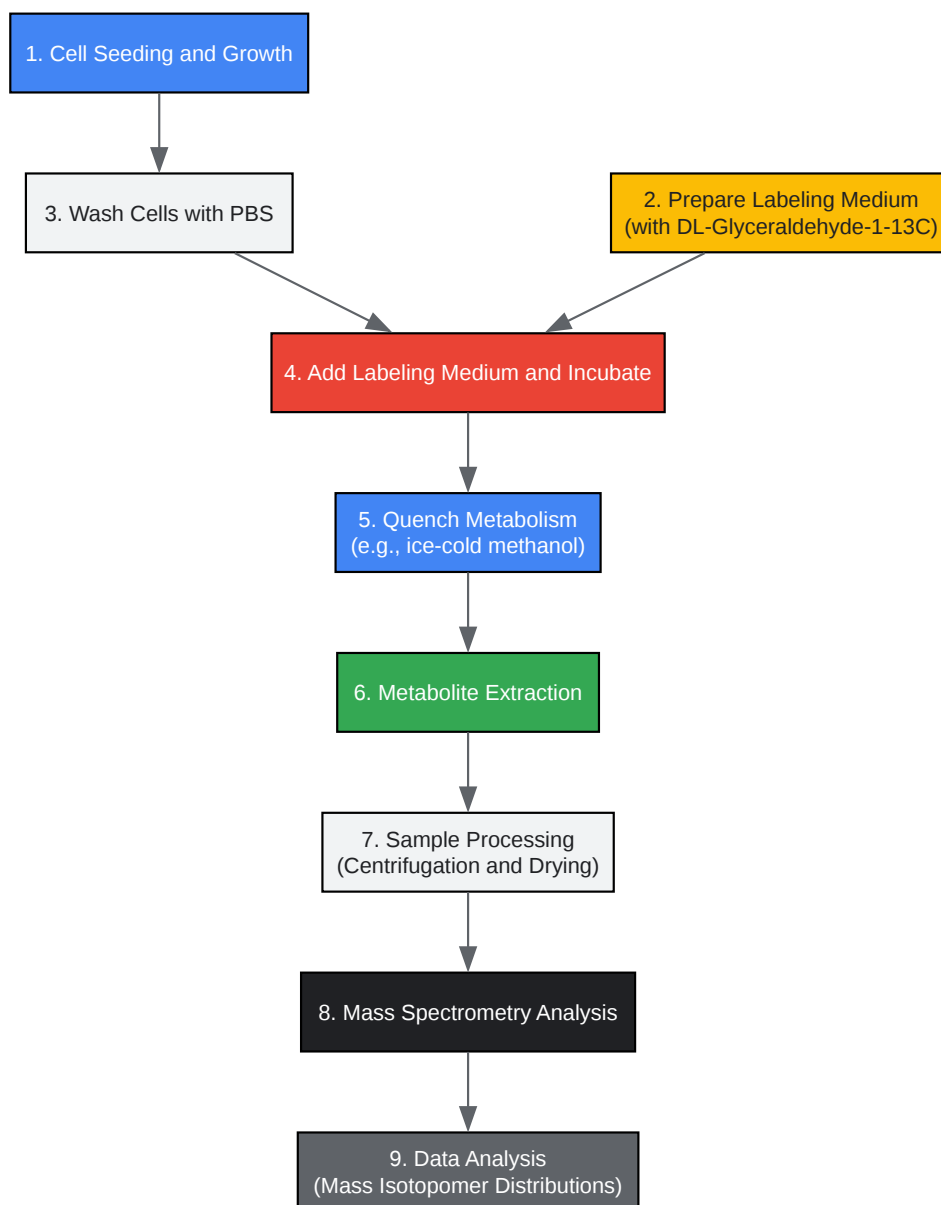 1. Cell Seeding and Growth
3. Wash Cells with PBS
2. Prepare Labeling Medium
(with DL-Glyceraldehyde-1-13C)
4. Add Labeling Medium and Incubate
5. Quench Metabolism
(e.g., ice-cold methanol)
6. Metabolite Extraction
7. Sample Processing
(Centrifugation and Drying)
8. Mass Spectrometry Analysis
9. Data Analysis
(Mass Isotopomer Distributions)